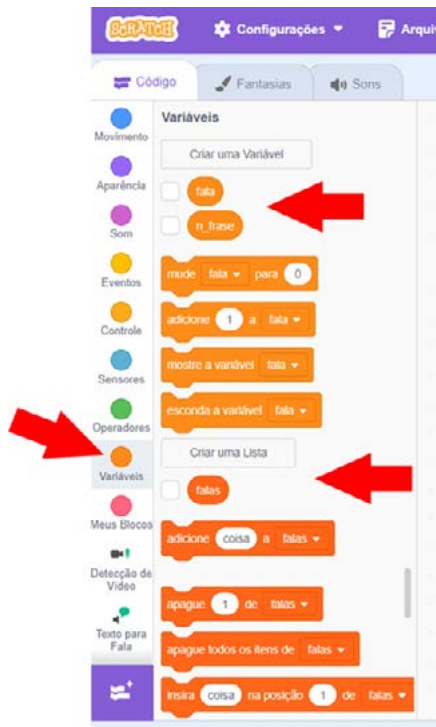 SCRATCH Configurações Arqui
Código Fantasias Sons
Movimento
Aparência
Som
Eventos
Controle
Sensores
Operadores
Variáveis
Meus Blocos
Detecção de
Vídeo
Texto para
Fala
Variáveis
Criar uma Variável
fala
n_frase
mude fala para 0
adicione 1 a fala
mostre a variável fala
esconda a variável fala
Criar uma Lista
falas
adicione coisa a falas
apague 1 de falas
apague todos os itens de falas
insira coisa na posição 1 de falas